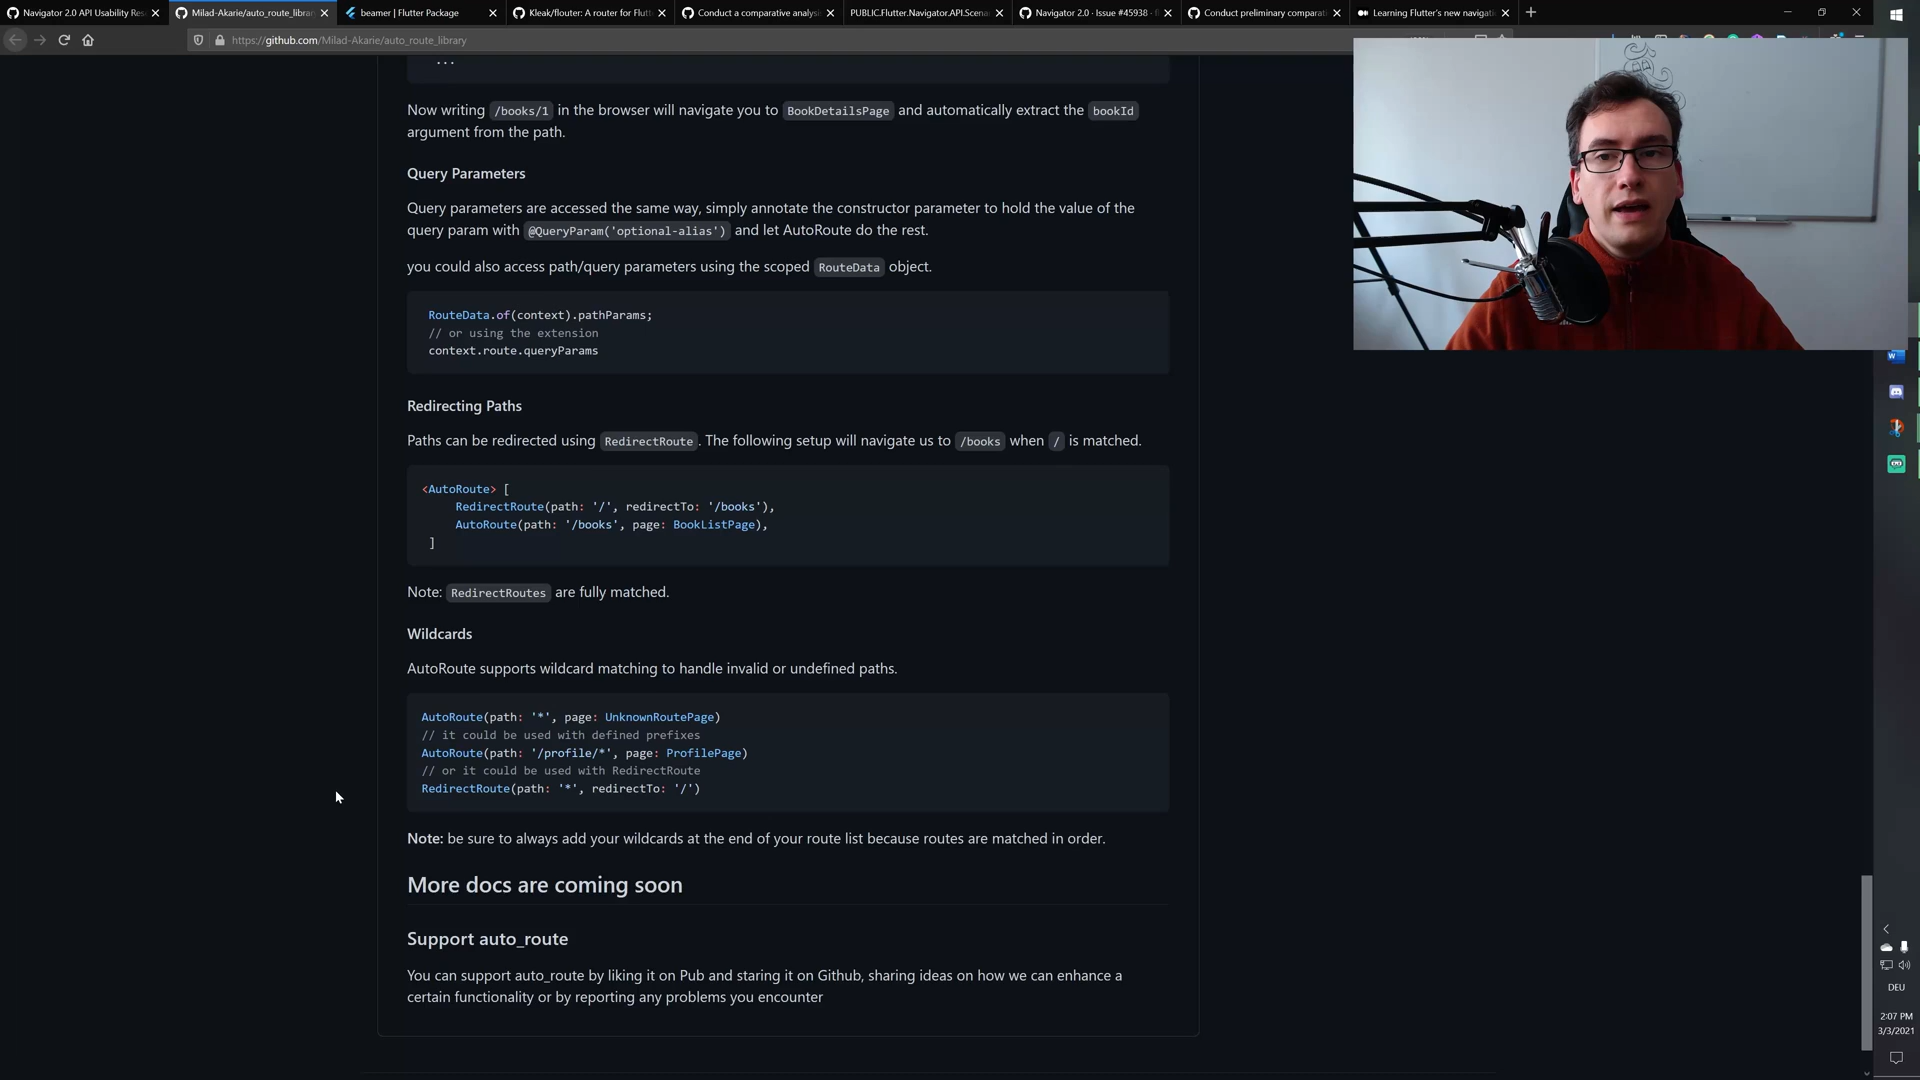 Navigator 2.0 API Usability Res
Milad-Akarie/auto_route_librar
beamer | Flutter Package
Kleak/flouter: A router for Flutt
Conduct a comparative analysis
PUBLIC.Flutter.Navigator.API.Scena
Navigator 2.0 · Issue #45938 · f
Conduct preliminary comparati
Learning Flutter's new navigati
https://github.com/Milad-Akarie/auto_route_library
...
Now writing /books/1 in the browser will navigate you to BookDetailsPage and automatically extract the bookId
argument from the path.
Query Parameters
Query parameters are accessed the same way, simply annotate the constructor parameter to hold the value of the
query param with @QueryParam('optional-alias') and let AutoRoute do the rest.
you could also access path/query parameters using the scoped RouteData object.
RouteData.of(context).pathParams;
// or using the extension
context.route.queryParams
Redirecting Paths
Paths can be redirected using RedirectRoute . The following setup will navigate us to /books when / is matched.
<AutoRoute> [
RedirectRoute(path: '/', redirectTo: '/books'),
AutoRoute(path: '/books', page: BookListPage),
]
Note: RedirectRoutes are fully matched.
Wildcards
AutoRoute supports wildcard matching to handle invalid or undefined paths.
AutoRoute(path: '*', page: UnknownRoutePage)
// it could be used with defined prefixes
AutoRoute(path: '/profile/*', page: ProfilePage)
// or it could be used with RedirectRoute
RedirectRoute(path: '*', redirectTo: '/')
Note: be sure to always add your wildcards at the end of your route list because routes are matched in order.
More docs are coming soon
Support auto_route
You can support auto_route by liking it on Pub and staring it on Github, sharing ideas on how we can enhance a
certain functionality or by reporting any problems you encounter
DEU
2:07 PM
3/3/2021